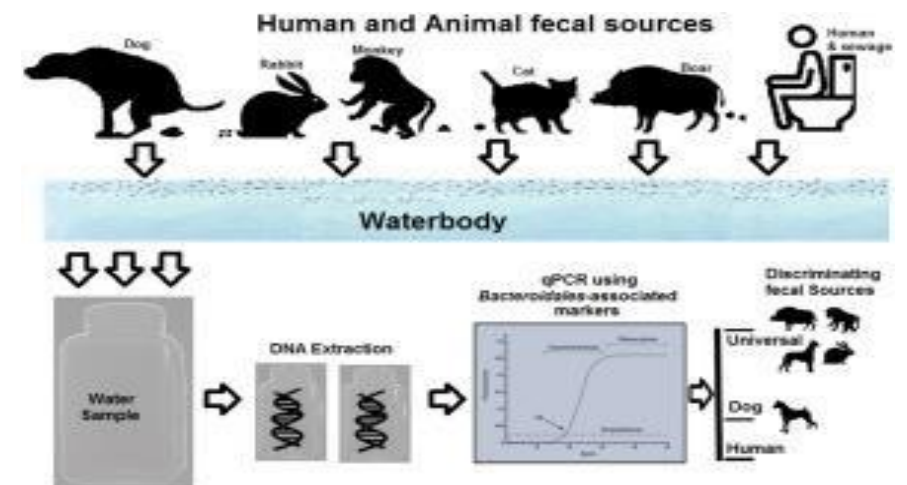 Human and Animal fecal sources
Dog
Rabbit
Monkey
Cat
Boar
Human
& sewage
Waterbody
Water
Sample
DNA Extraction
qPCR using
Bacteroidales-associated
markers
Discriminating
fecal Sources
Universal
Dog
Human